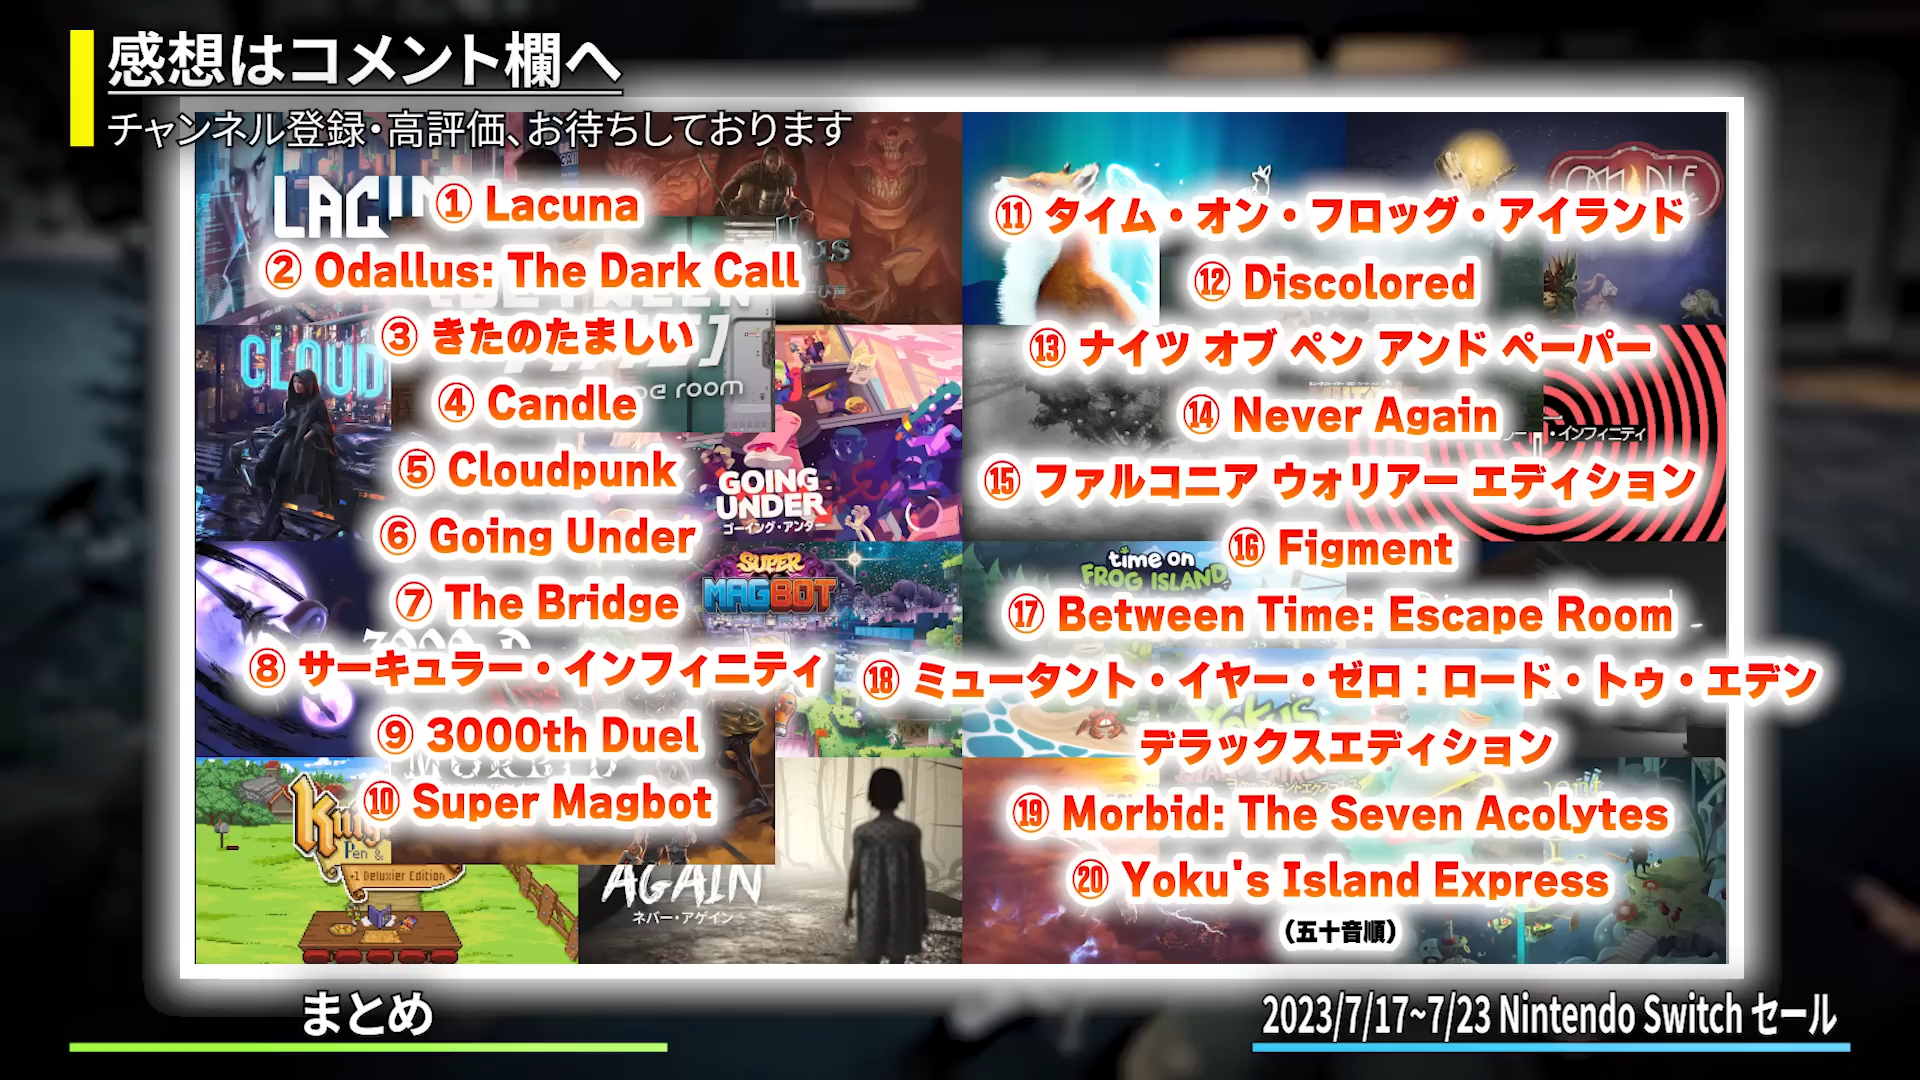 感想はコメント欄へ
チャンネル登録・高評価、お待ちしております
① Lacuna
② Odallus: The Dark Call
③ きたのたましい
④ Candle
⑤ Cloudpunk
⑥ Going Under
⑦ The Bridge
⑧ サーキュラー・インフィニティ
⑨ 3000th Duel
⑩ Super Magbot
⑪ タイム・オン・フロッグ・アイランド
⑫ Discolored
⑬ ナイツ オブ ペン アンド ペーパー
⑭ Never Again
⑮ ファルコニア ウォリアー エディション
⑯ Figment
⑰ Between Time: Escape Room
⑱ ミュータント・イヤー・ゼロ：ロード・トゥ・エデン
デラックスエディション
⑲ Morbid: The Seven Acolytes
⑳ Yoku's Island Express
（五十音順）
CLOUD
room
GOING
UNDER
ゴーイング・アンダー
SUPER
MAGBOT
Pen &
+1 Deluxier Edition
AGAIN
ネバー・アゲイン
・インフィニティ
time on
FROG ISLAND
まとめ
2023/7/17~7/23 Nintendo Switch セール